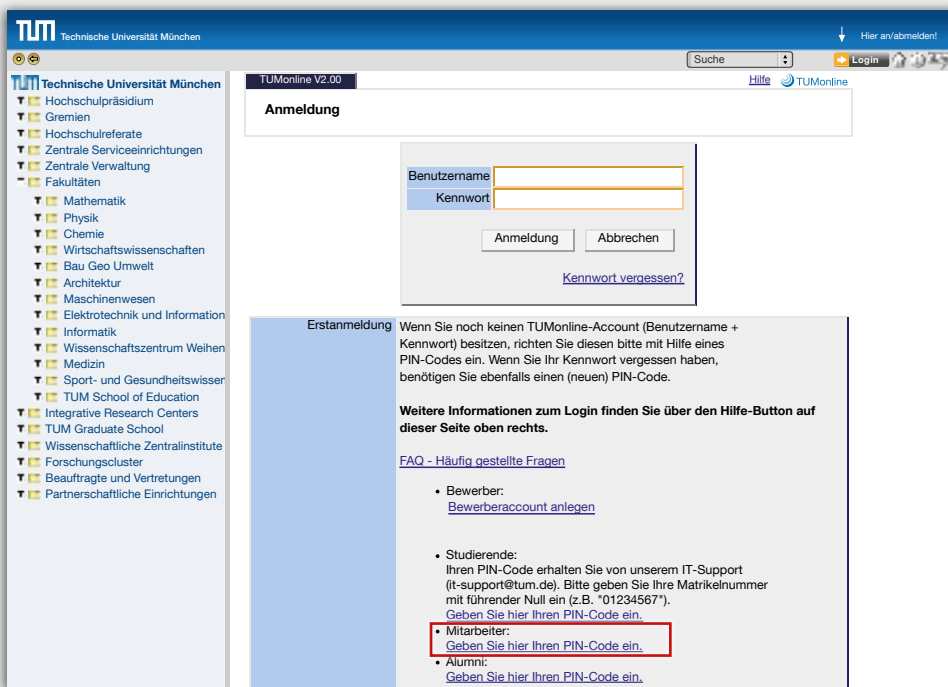 TUM Technische Universität München
Hier an/abmelden!
Suche
Login
Technische Universität München
Hochschulpräsidium
Gremien
Hochschulreferate
Zentrale Serviceeinrichtungen
Zentrale Verwaltung
Fakultäten
Mathematik
Physik
Chemie
Wirtschaftswissenschaften
Bau Geo Umwelt
Architektur
Maschinenwesen
Elektrotechnik und Information
Informatik
Wissenschaftszentrum Weihen
Medizin
Sport- und Gesundheitswisser
TUM School of Education
Integrative Research Centers
TUM Graduate School
Wissenschaftliche Zentralinstitute
Forschungscluster
Beauftragte und Vertretungen
Partnerschaftliche Einrichtungen
TUMonline V2.00
Hilfe TUMonline
Anmeldung
Benutzername
Kennwort
Anmeldung Abbrechen
Kennwort vergessen?
Erstanmeldung
Wenn Sie noch keinen TUMonline-Account (Benutzername +
Kennwort) besitzen, richten Sie diesen bitte mit Hilfe eines
PIN-Codes ein. Wenn Sie Ihr Kennwort vergessen haben,
benötigen Sie ebenfalls einen (neuen) PIN-Code.
Weitere Informationen zum Login finden Sie über den Hilfe-Button auf
dieser Seite oben rechts.
FAQ - Häufig gestellte Fragen
• Bewerber:
Bewerberaccount anlegen
• Studierende:
Ihren PIN-Code erhalten Sie von unserem IT-Support
(it-support@tum.de). Bitte geben Sie Ihre Matrikelnummer
mit führender Null ein (z.B. "01234567").
Geben Sie hier Ihren PIN-Code ein.
• Mitarbeiter:
Geben Sie hier Ihren PIN-Code ein.
• Alumni:
Geben Sie hier Ihren PIN-Code ein.